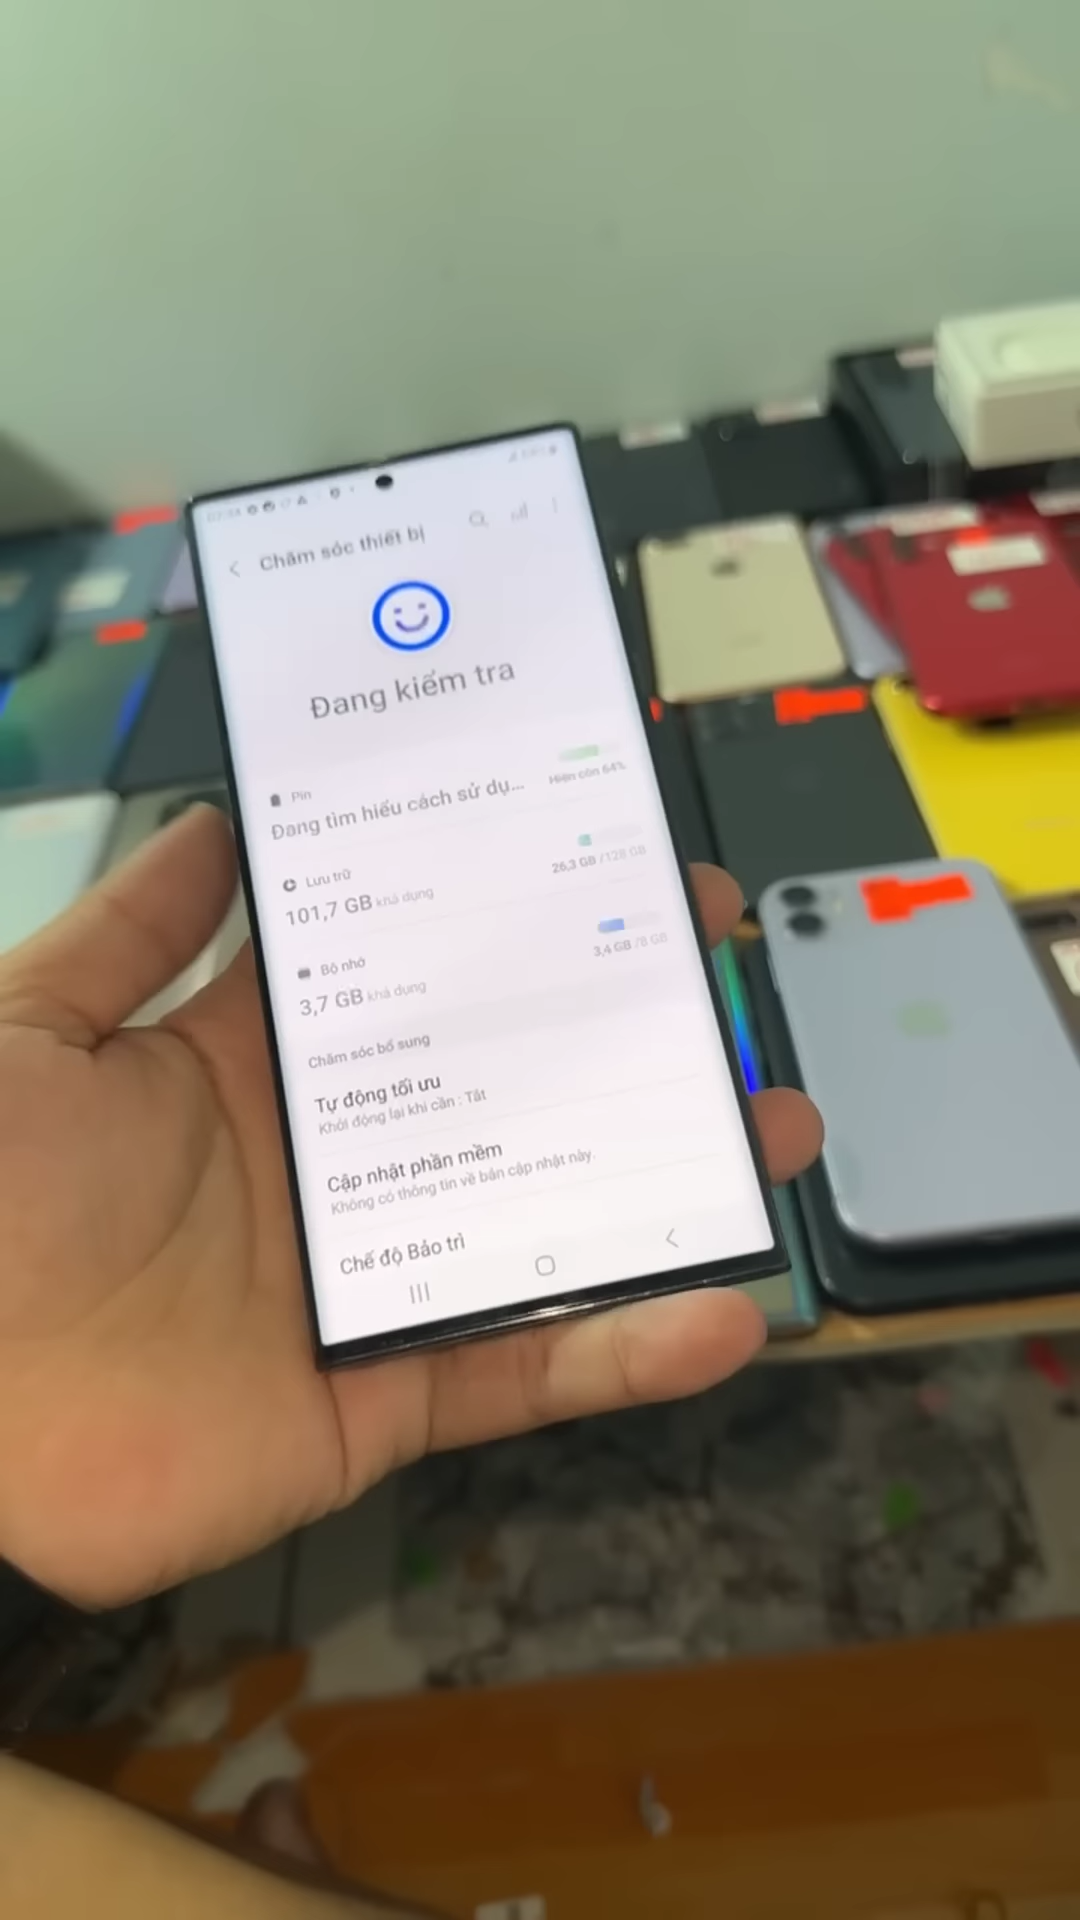 Chăm sóc thiết bị
Đang kiểm tra
Pin
Đang tìm hiểu cách sử dụ...
Hiện còn 64%
Lưu trữ
101,7 GB khả dụng
26,3 GB /128 GB
Bộ nhớ
3,7 GB khả dụng
3,4 GB /8 GB
Chăm sóc bổ sung
Tự động tối ưu
Khởi động lại khi cần : Tắt
Cập nhật phần mềm
Không có thông tin về bản cập nhật này.
Chế độ Bảo trì